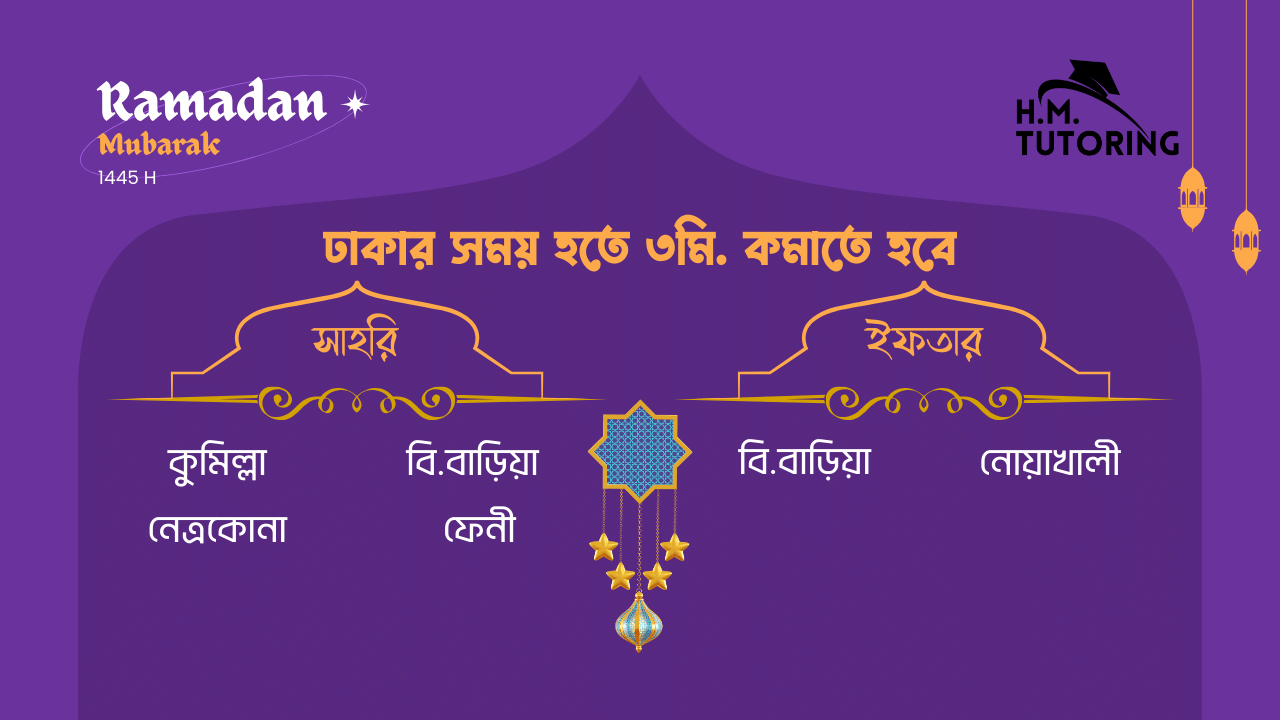 Ramadan
Mubarak
1445 H
H.M.
TUTORING
ঢাকার সময় হতে ৩মি. কমাতে হবে
সাহরি
ইফতার
কুমিল্লা বি.বাড়িয়া
নেত্রকোনা ফেনী
বি.বাড়িয়া নোয়াখালী